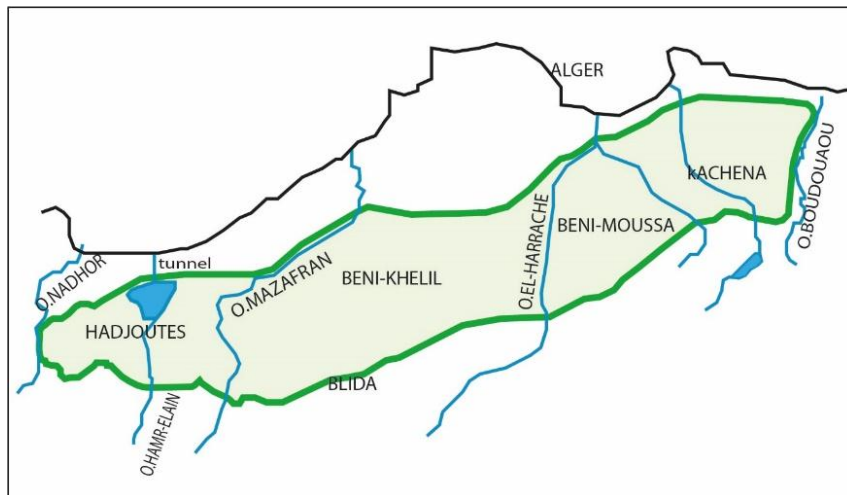 ALGER
kACHENA
O.BOUDOUAOU
BENI-MOUSSA
O.EL-HARRACHE
tunnel
O.NADHOR
O.MAZAFRAN
BENI-KHELIL
HADJOUTES
BLIDA
O.HAMR-ELAIN